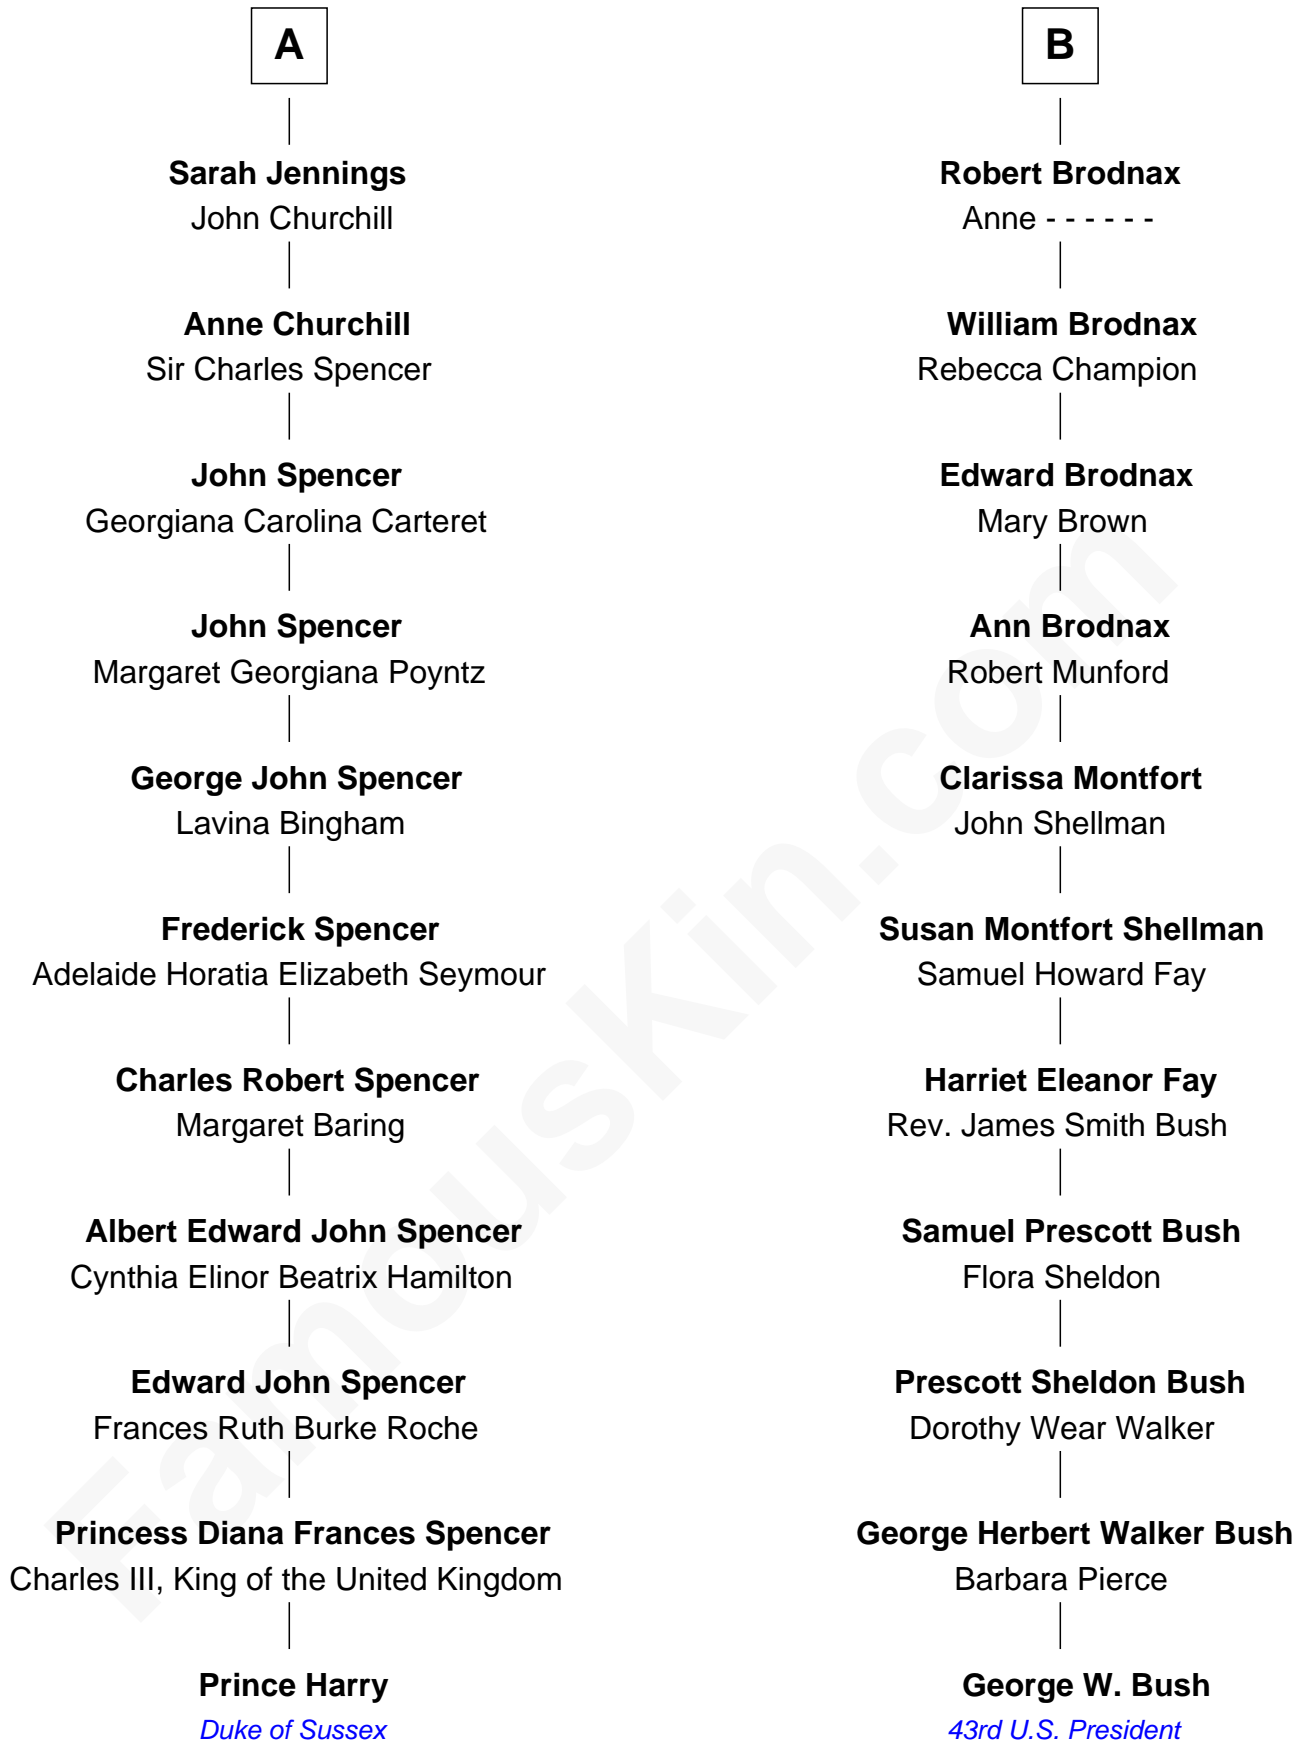 A
Sarah Jennings
John Churchill
Anne Churchill
Sir Charles Spencer
John Spencer
Georgiana Carolina Carteret
John Spencer
Margaret Georgiana Poyntz
George John Spencer
Lavina Bingham
Frederick Spencer
Adelaide Horatia Elizabeth Seymour
Charles Robert Spencer
Margaret Baring
Albert Edward John Spencer
Cynthia Elinor Beatrix Hamilton
Edward John Spencer
Frances Ruth Burke Roche
Princess Diana Frances Spencer
Charles III, King of the United Kingdom
Prince Harry
Duke of Sussex
B
Robert Brodnax
Anne - - - - - -
William Brodnax
Rebecca Champion
Edward Brodnax
Mary Brown
Ann Brodnax
Robert Munford
Clarissa Montfort
John Shellman
Susan Montfort Shellman
Samuel Howard Fay
Harriet Eleanor Fay
Rev. James Smith Bush
Samuel Prescott Bush
Flora Sheldon
Prescott Sheldon Bush
Dorothy Wear Walker
George Herbert Walker Bush
Barbara Pierce
George W. Bush
43rd U.S. President
FamousKin.com